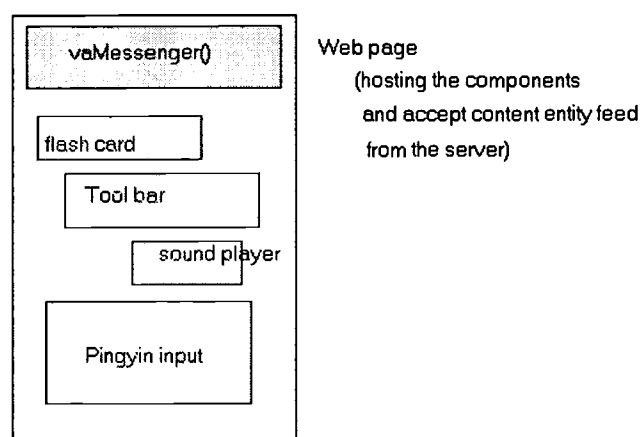 vaMessenger()
Web page
(hosting the components
and accept content entity feed
from the server)
flash card
Tool bar
sound player
Pingyin input